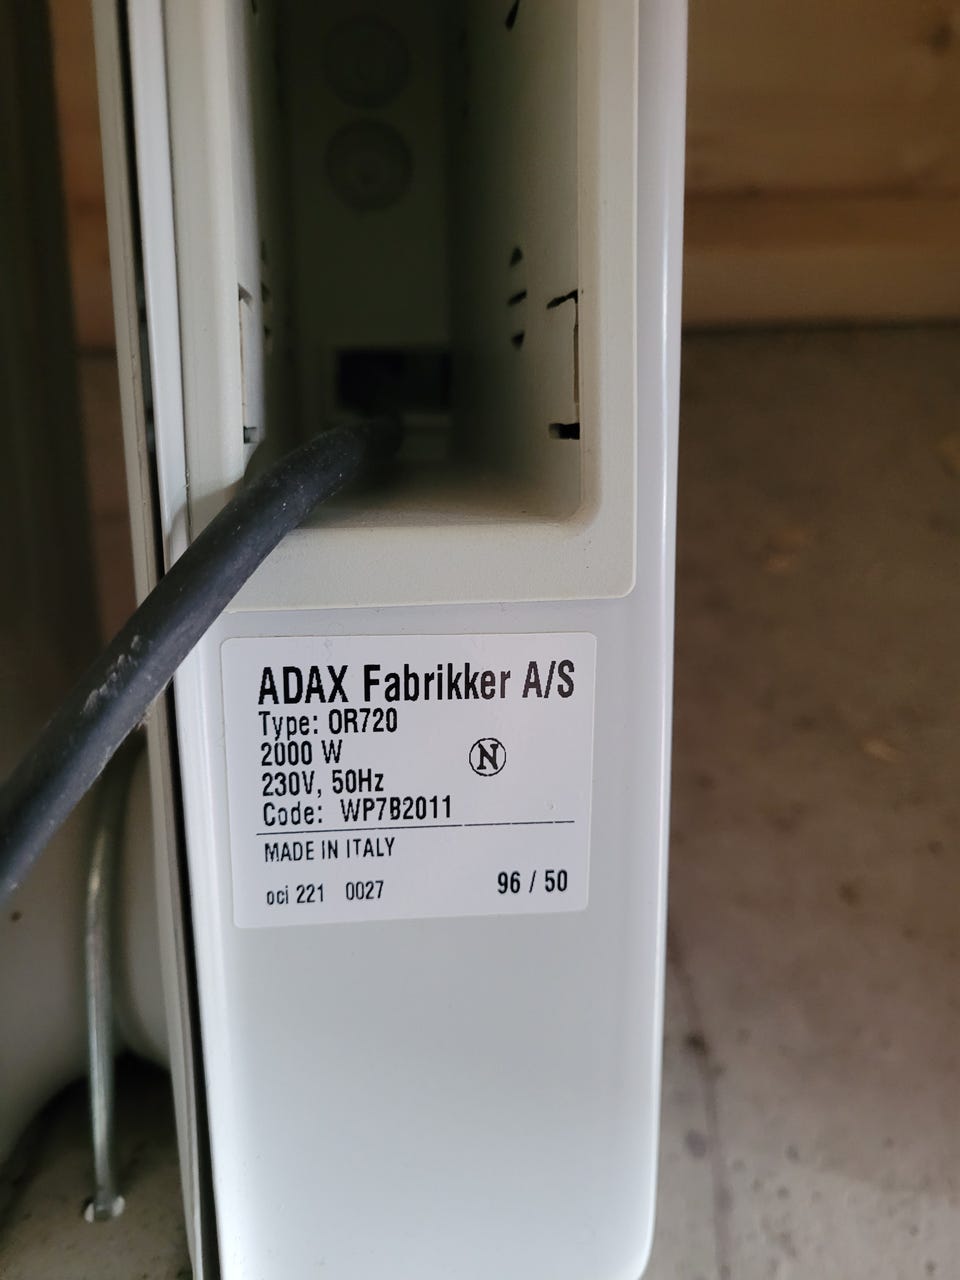 ADAX Fabrikker A/S
Type: OR720
2000 W
N
230V, 50Hz
Code: WP7B2011
MADE IN ITALY
oci 221 0027 96 / 50